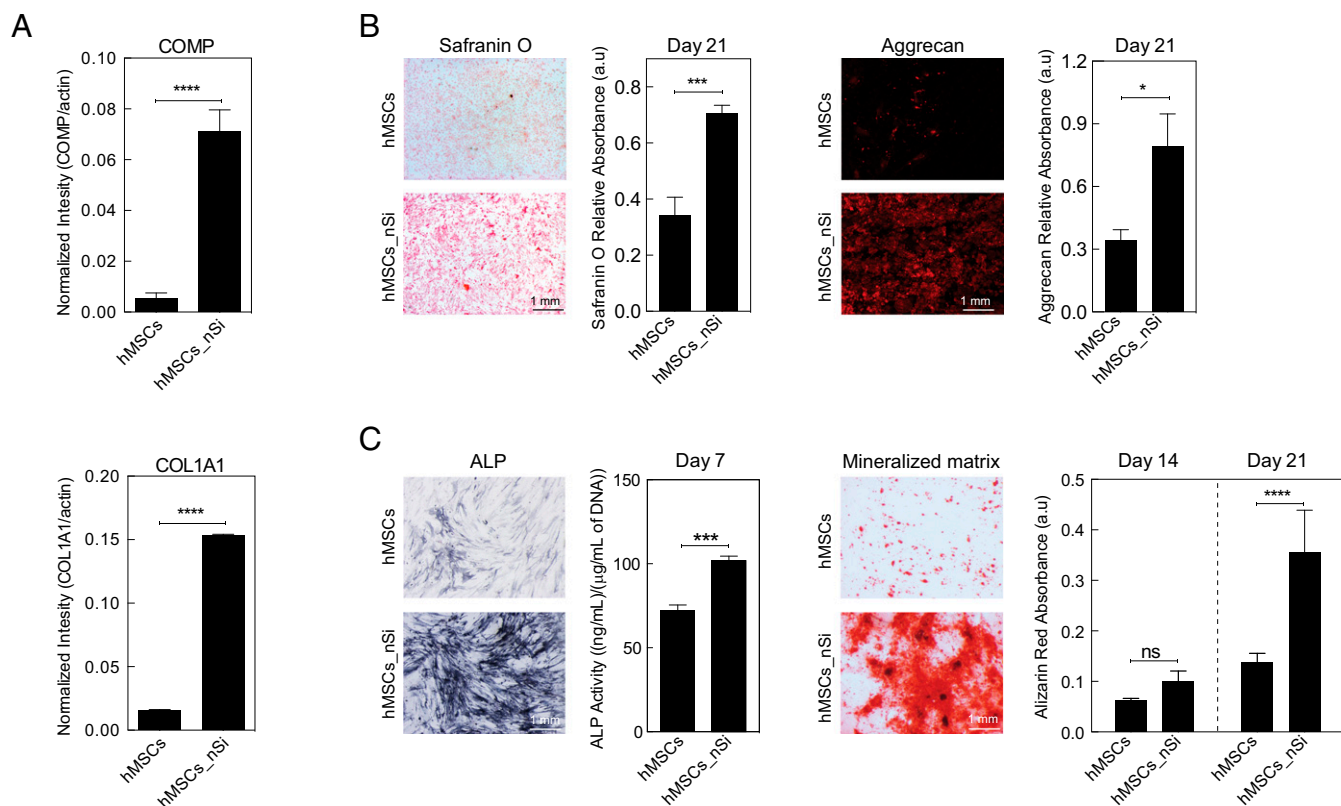 A
COMP
Normalized Intesity (COMP/actin)
0.10
0.08
0.06
0.04
0.02
0.00
****
hMSCs
hMSCs_nSi
COL1A1
Normalized Intesity (COL1A1/actin)
0.20
0.15
0.10
0.05
0.00
****
hMSCs
hMSCs_nSi
B
Safranin O
hMSCs
hMSCs_nSi
1 mm
Day 21
Safranin O Relative Absorbance (a.u)
0.8
0.6
0.4
0.2
0.0
***
hMSCs
hMSCs_nSi
Aggrecan
hMSCs
hMSCs_nSi
1 mm
Day 21
Aggrecan Relative Absorbance (a.u)
1.2
0.9
0.6
0.3
0.0
*
hMSCs
hMSCs_nSi
C
ALP
hMSCs
hMSCs_nSi
1 mm
Day 7
ALP Activity ((ng/mL)/(µg/mL of DNA))
150
100
50
0
***
hMSCs
hMSCs_nSi
Mineralized matrix
hMSCs
hMSCs_nSi
1 mm
Day 14
Day 21
Alizarin Red Absorbance (a.u)
0.5
0.4
0.3
0.2
0.1
0.0
ns
****
hMSCs
hMSCs_nSi
hMSCs
hMSCs_nSi